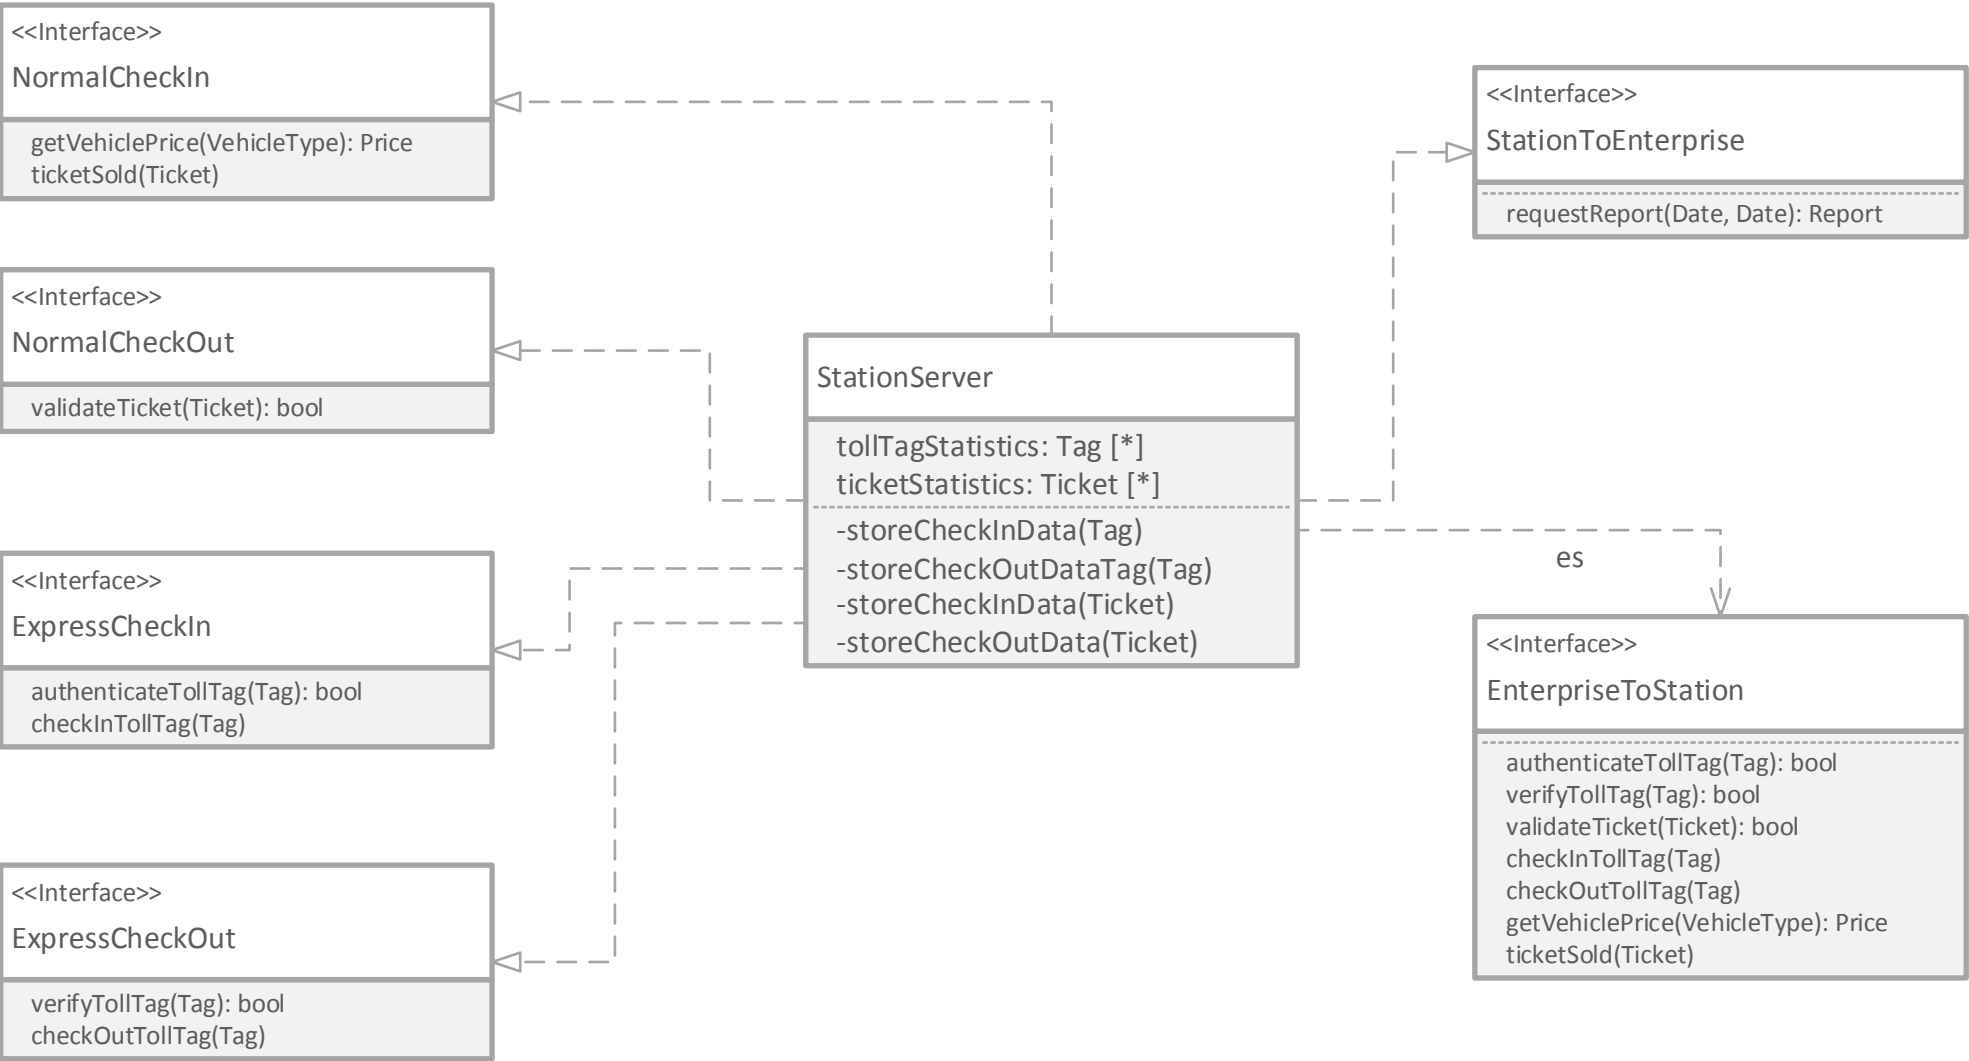 <<Interface>>
NormalCheckIn
getVehiclePrice(VehicleType): Price
ticketSold(Ticket)
<<Interface>>
NormalCheckOut
validateTicket(Ticket): bool
<<Interface>>
ExpressCheckIn
authenticateTollTag(Tag): bool
checkInTollTag(Tag)
<<Interface>>
ExpressCheckOut
verifyTollTag(Tag): bool
checkOutTollTag(Tag)
StationServer
tollTagStatistics: Tag [*]
ticketStatistics: Ticket [*]
-storeCheckInData(Tag)
-storeCheckOutDataTag(Tag)
-storeCheckInData(Ticket)
-storeCheckOutData(Ticket)
<<Interface>>
StationToEnterprise
requestReport(Date, Date): Report
es
<<Interface>>
EnterpriseToStation
authenticateTollTag(Tag): bool
verifyTollTag(Tag): bool
validateTicket(Ticket): bool
checkInTollTag(Tag)
checkOutTollTag(Tag)
getVehiclePrice(VehicleType): Price
ticketSold(Ticket)